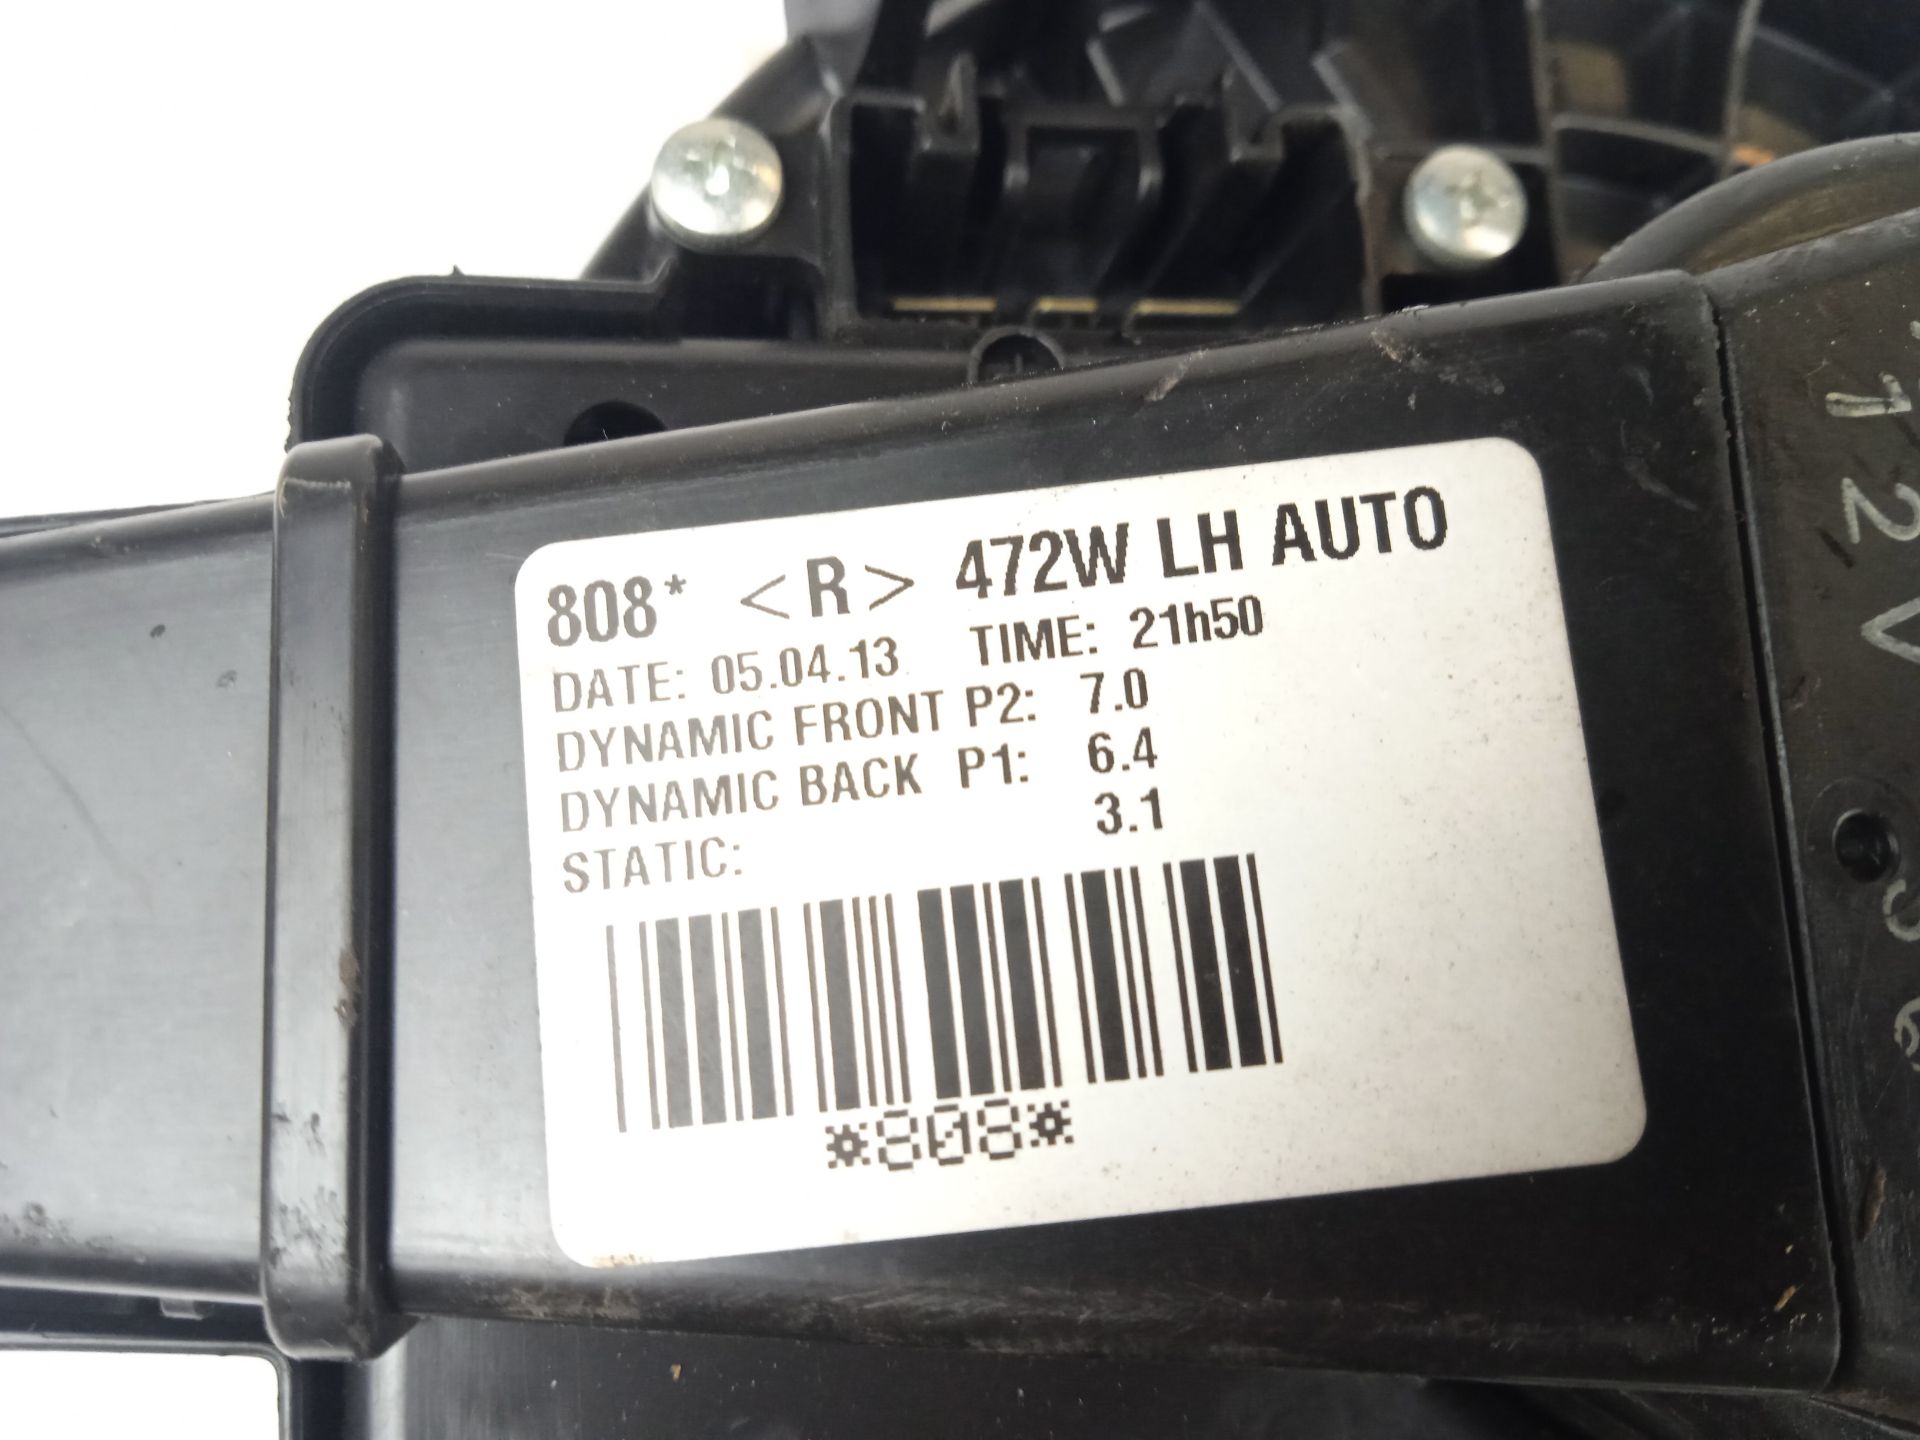 808* <R> 472W LH AUTO
DATE: 05.04.13 TIME: 21h50
DYNAMIC FRONT P2: 7.0
DYNAMIC BACK P1: 6.4
STATIC: 3.1
*808*
12V